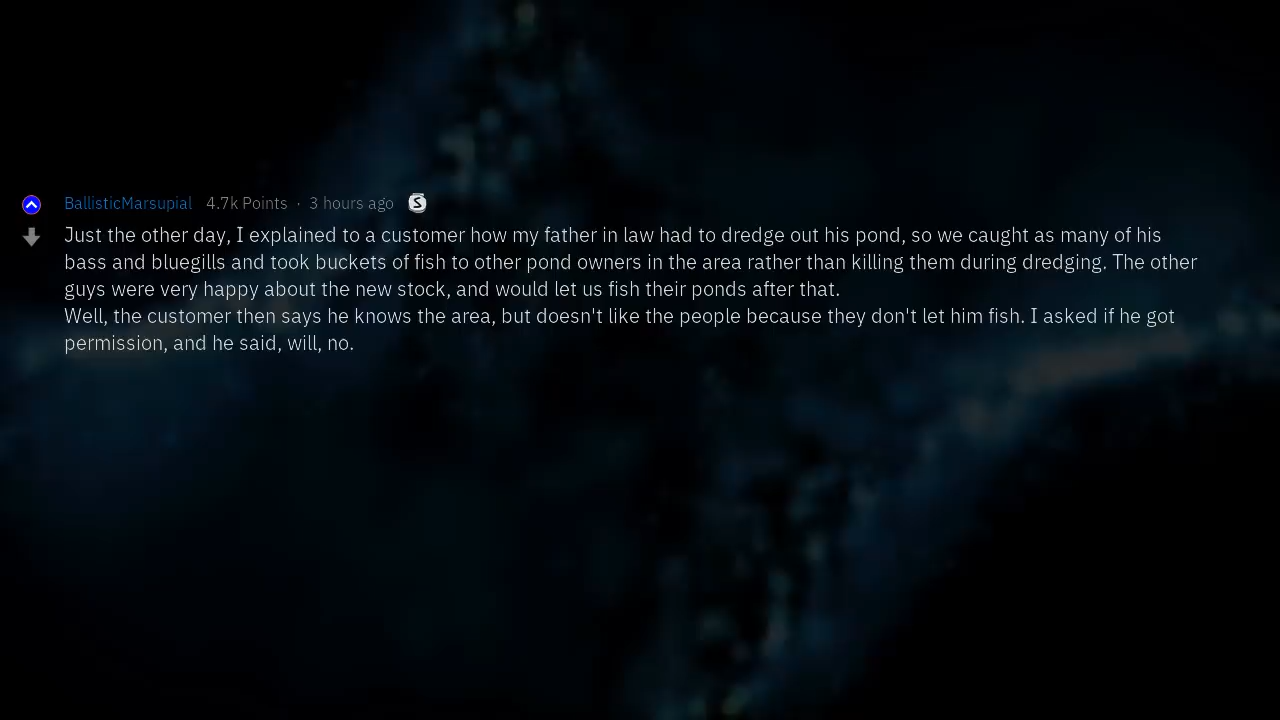 BallisticMarsupial 4.7k Points · 3 hours ago S
Just the other day, I explained to a customer how my father in law had to dredge out his pond, so we caught as many of his
bass and bluegills and took buckets of fish to other pond owners in the area rather than killing them during dredging. The other
guys were very happy about the new stock, and would let us fish their ponds after that.
Well, the customer then says he knows the area, but doesn't like the people because they don't let him fish. I asked if he got
permission, and he said, will, no.